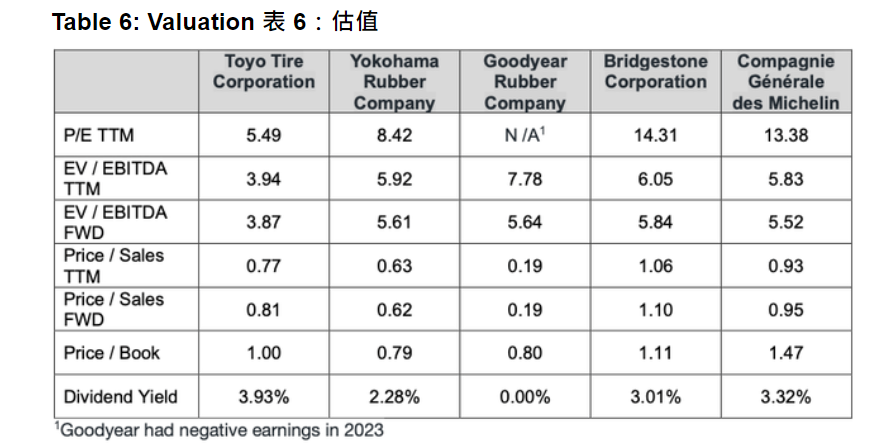 Table 6: Valuation 表 6：估值
Toyo Tire Corporation Yokohama Rubber Company Goodyear Rubber Company Bridgestone Corporation Compagnie Générale des Michelin
P/E TTM 5.49 8.42 N /A¹ 14.31 13.38
EV / EBITDA TTM 3.94 5.92 7.78 6.05 5.83
EV / EBITDA FWD 3.87 5.61 5.64 5.84 5.52
Price / Sales TTM 0.77 0.63 0.19 1.06 0.93
Price / Sales FWD 0.81 0.62 0.19 1.10 0.95
Price / Book 1.00 0.79 0.80 1.11 1.47
Dividend Yield 3.93% 2.28% 0.00% 3.01% 3.32%
¹Goodyear had negative earnings in 2023